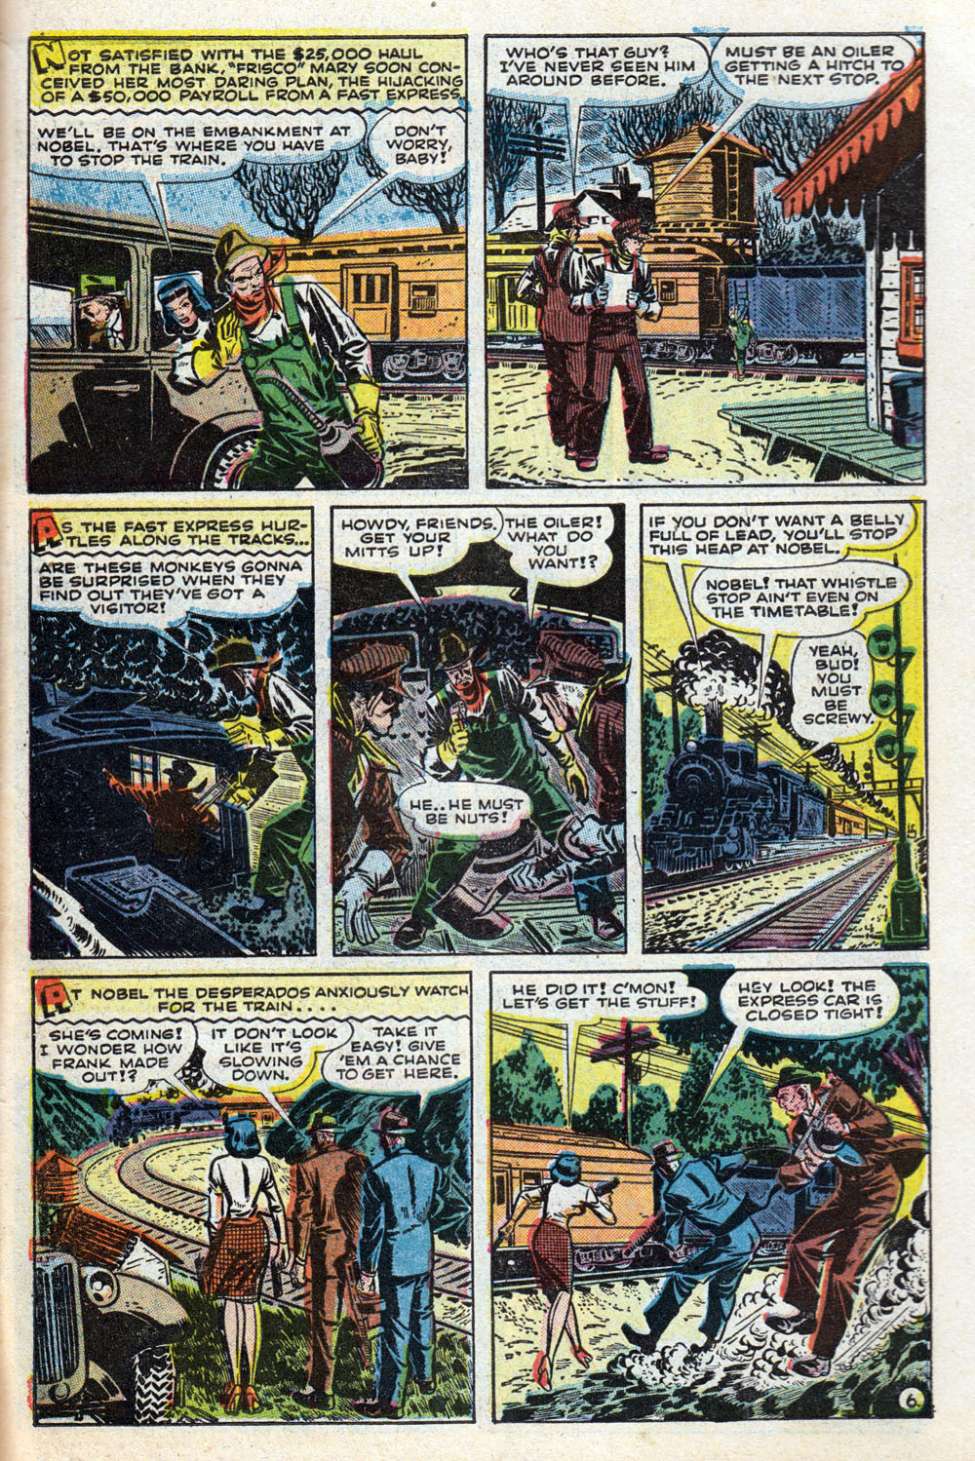 NOT SATISFIED WITH THE $25,000 HAUL
FROM THE BANK, "FRISCO" MARY SOON CON-
CEIVED HER MOST DARING PLAN, THE HIJACKING
OF A $50,000 PAYROLL FROM A FAST EXPRESS.
WE'LL BE ON THE EMBANKMENT AT
NOBEL. THAT'S WHERE YOU HAVE
TO STOP THE TRAIN.
DON'T
WORRY,
BABY!
WHO'S THAT GUY?
I'VE NEVER SEEN HIM
AROUND BEFORE.
MUST BE AN OILER
GETTING A HITCH TO
THE NEXT STOP.
AS THE FAST EXPRESS HUR-
TLES ALONG THE TRACKS...
ARE THESE MONKEYS GONNA
BE SURPRISED WHEN THEY
FIND OUT THEY'VE GOT A
VISITOR!
HOWDY, FRIENDS.
GET YOUR
MITTS UP!
THE OILER!
WHAT DO
YOU
WANT!?
HE..HE MUST
BE NUTS!
IF YOU DON'T WANT A BELLY
FULL OF LEAD, YOU'LL STOP
THIS HEAP AT NOBEL.
NOBEL! THAT WHISTLE
STOP AIN'T EVEN ON
THE TIMETABLE!
YEAH,
BUD!
YOU
MUST
BE
SCREWY.
AT NOBEL THE DESPERADOS ANXIOUSLY WATCH
FOR THE TRAIN....
SHE'S COMING!
I WONDER HOW
FRANK MADE
OUT!?
IT DON'T LOOK
LIKE IT'S
SLOWING
DOWN.
TAKE IT
EASY! GIVE
'EM A CHANCE
TO GET HERE.
HE DID IT! C'MON!
LET'S GET THE STUFF!
HEY LOOK! THE
EXPRESS CAR IS
CLOSED TIGHT!
6